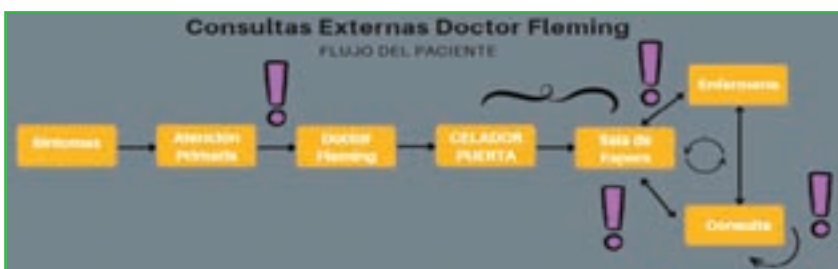 Consultas Externas Doctor Fleming
FLUJO DEL PACIENTE
Síntomas
Atención
Primaria
Doctor
Fleming
CELADOR
PUERTA
Sala de
Espera
Enfermería
Consulta